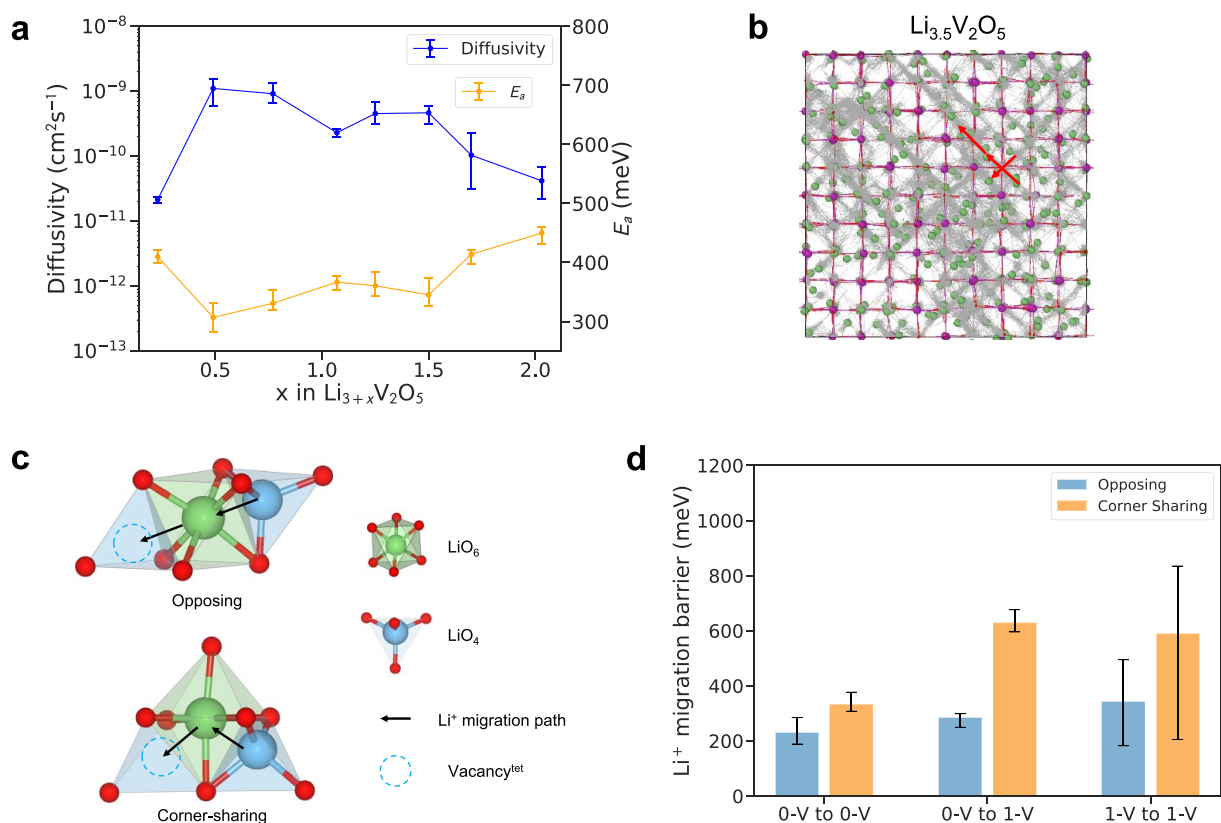 a
10⁻⁸
10⁻⁹
10⁻¹⁰
10⁻¹¹
10⁻¹²
10⁻¹³
Diffusivity (cm²s⁻¹)
800
700
600
500
400
300
Eₐ (meV)
Diffusivity
Eₐ
0.5 1.0 1.5 2.0
x in Li₃₊ₓV₂O₅
b
Li₃.₅V₂O₅
c
Opposing
Corner-sharing
LiO₆
LiO₄
Li⁺ migration path
Vacancyᵗᵉᵗ
d
1200
1000
800
600
400
200
0
Li⁺ migration barrier (meV)
Opposing
Corner Sharing
0-V to 0-V 0-V to 1-V 1-V to 1-V